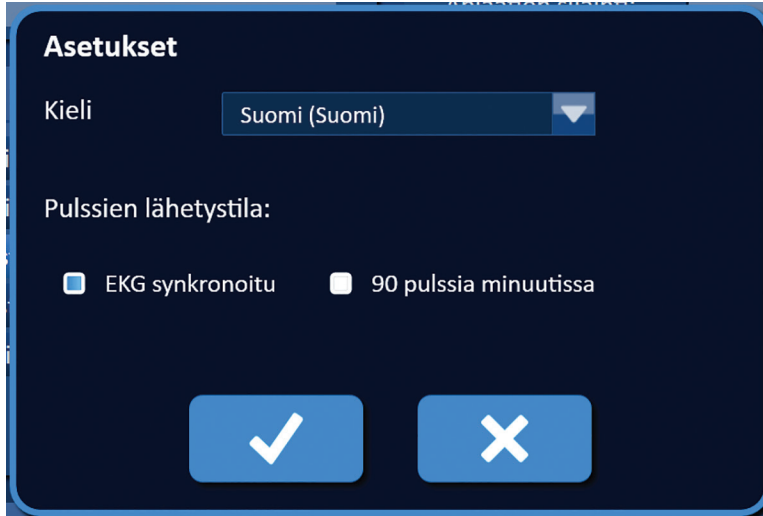 Asetukset
Kieli
Suomi (Suomi)
Pulssien lähetystila:
EKG synkronoitu
90 pulssia minuutissa